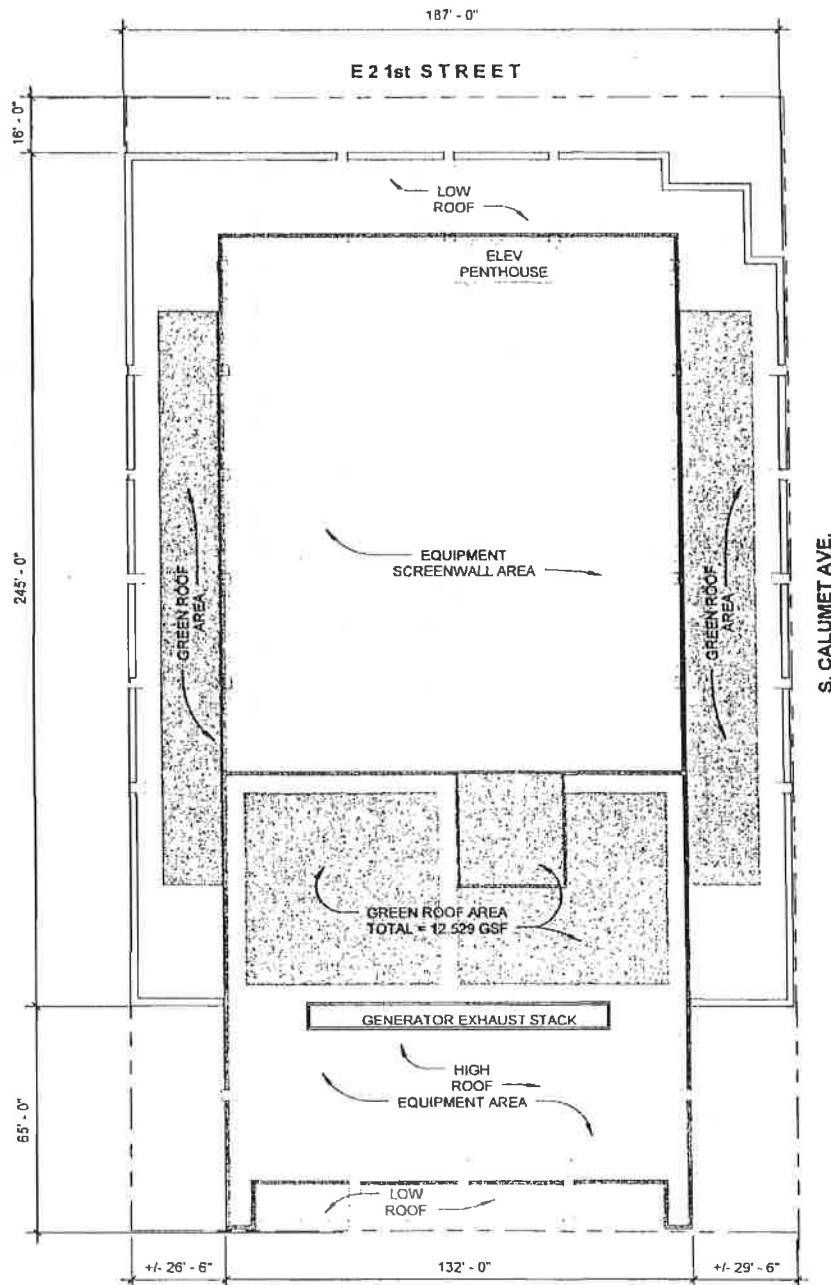 187' - 0"
E 21st STREET
16' - 0"
LOW
ROOF
ELEV
PENTHOUSE
245' - 0"
EQUIPMENT
SCREENWALL AREA
GREEN ROOF
AREA
GREEN ROOF
AREA
S. CALUMET AVE.
GREEN ROOF AREA
TOTAL = 12.529 GSF
GENERATOR EXHAUST STACK
HIGH
ROOF
EQUIPMENT AREA
65' - 0"
LOW
ROOF
+/- 26' - 6"
132' - 0"
+/- 29' - 6"